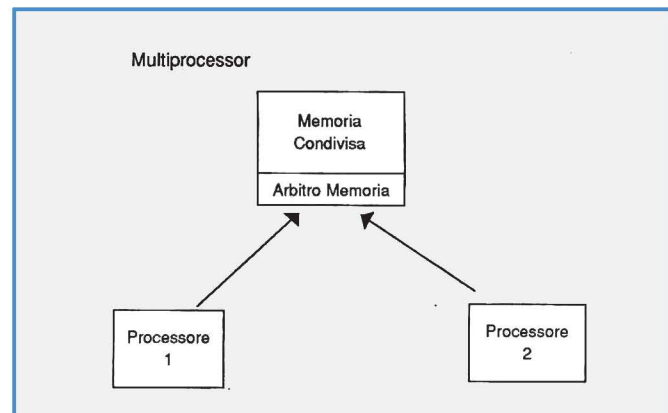 Multiprocessor
Memoria
Condivisa
Arbitro Memoria
Processore
1
Processore
2